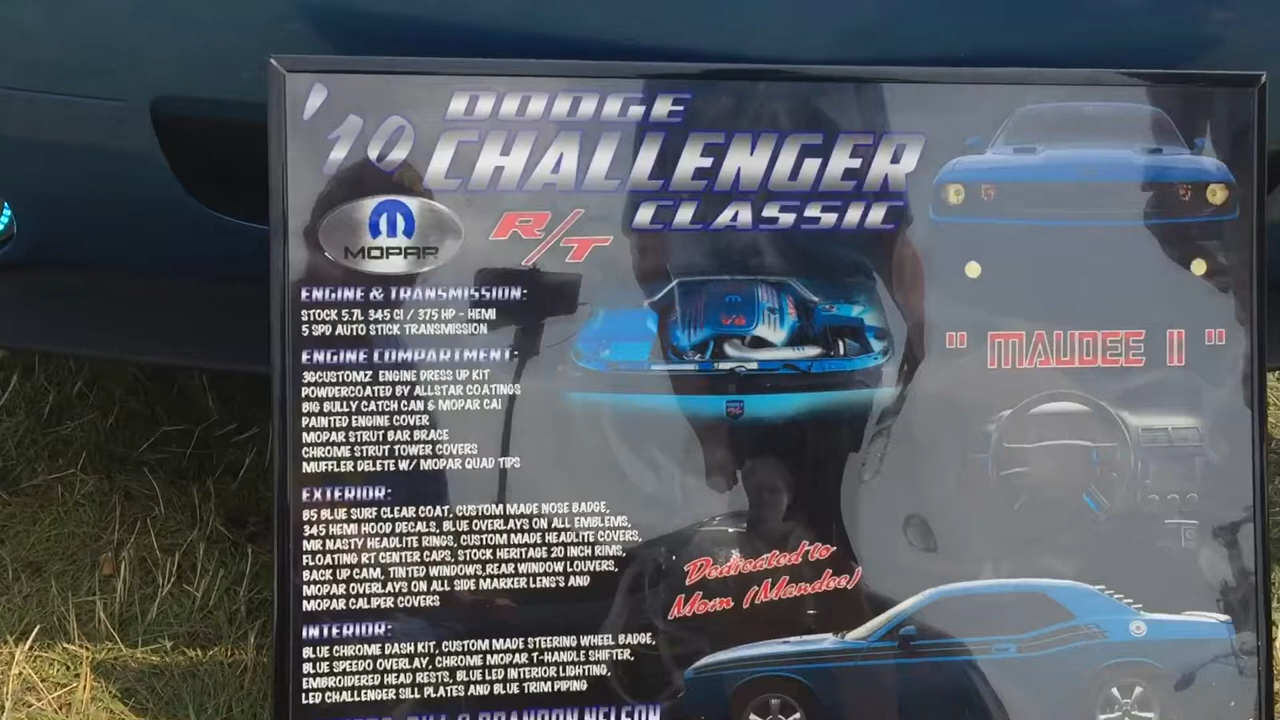 '10 DODGE
CHALLENGER
CLASSIC
R/T
MOPAR
ENGINE & TRANSMISSION:
STOCK 5.7L 345 CI / 375 HP - HEMI
5 SPD AUTO STICK TRANSMISSION
ENGINE COMPARTMENT:
3GCUSTOMZ ENGINE DRESS UP KIT
POWDERCOATED BY ALLSTAR COATINGS
BIG BULLY CATCH CAN & MOPAR CAI
PAINTED ENGINE COVER
MOPAR STRUT BAR BRACE
CHROME STRUT TOWER COVERS
MUFFLER DELETE W/ MOPAR QUAD TIPS
EXTERIOR:
B5 BLUE SURF CLEAR COAT, CUSTOM MADE NOSE BADGE,
345 HEMI HOOD DECALS, BLUE OVERLAYS ON ALL EMBLEMS,
MR NASTY HEADLITE RINGS, CUSTOM MADE HEADLITE COVERS,
FLOATING RT CENTER CAPS, STOCK HERITAGE 20 INCH RIMS,
BACK UP CAM, TINTED WINDOWS,REAR WINDOW LOUVERS,
MOPAR OVERLAYS ON ALL SIDE MARKER LENS'S AND
MOPAR CALIPER COVERS
INTERIOR:
BLUE CHROME DASH KIT, CUSTOM MADE STEERING WHEEL BADGE,
BLUE SPEEDO OVERLAY, CHROME MOPAR T-HANDLE SHIFTER,
EMBROIDERED HEAD RESTS, BLUE LED INTERIOR LIGHTING,
LED CHALLENGER SILL PLATES AND BLUE TRIM PIPING
BILL & BRANDON NELSON
" MAUDEE II "
Dedicated to
Mom (Maudee)